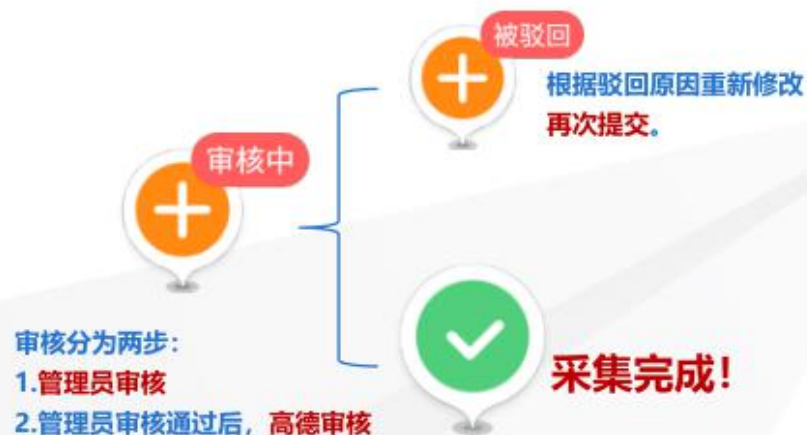 被驳回
根据驳回原因重新修改
再次提交。
审核中
审核分为两步：
1.管理员审核
2.管理员审核通过后，高德审核
采集完成！